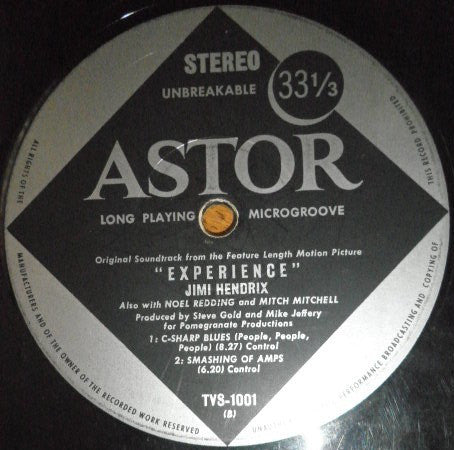 STEREO
33⅓
UNBREAKABLE
ASTOR
LONG PLAYING MICROGROOVE
Original Soundtrack from the Feature Length Motion Picture
"EXPERIENCE"
JIMI HENDRIX
Also with NOEL REDDING and MITCH MITCHELL
Produced by Steve Gold and Mike Jeffery
for Pomegranate Productions
1: C-SHARP BLUES (People, People,
People) (8.27) Control
2: SMASHING OF AMPS
(6.20) Control
TVS-1001
(B)
ALL RIGHTS OF THE
MANUFACTURERS AND OF THE OWNER OF THE RECORDED WORK RESERVED
PERFORMANCE BROADCASTING AND COPYING OF
THIS RECORD PROHIBITED